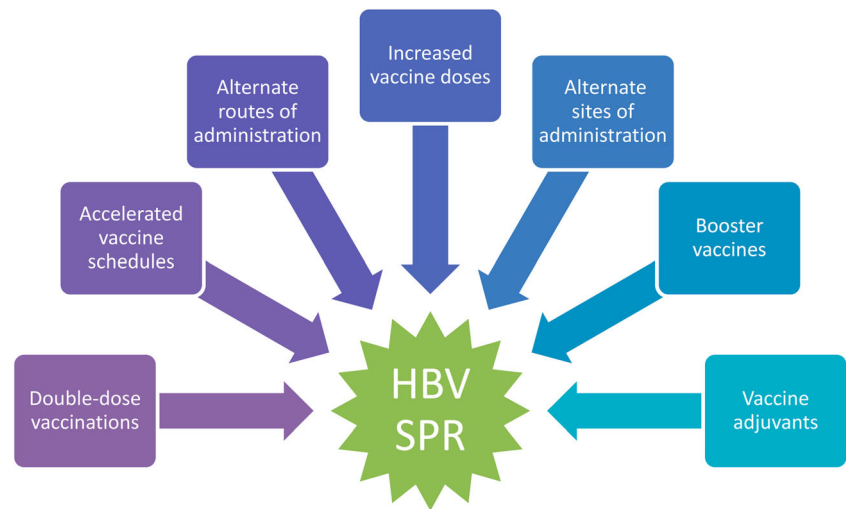 Increased
vaccine doses
Alternate
routes of
administration
Alternate
sites of
administration
Accelerated
vaccine
schedules
Booster
vaccines
Double-dose
vaccinations
HBV
SPR
Vaccine
adjuvants